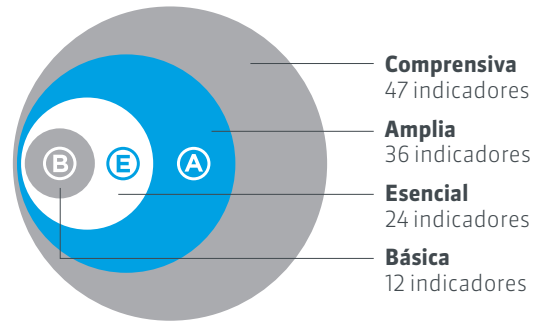 Comprensiva
47 indicadores
Amplia
36 indicadores
B E A
Esencial
24 indicadores
Básica
12 indicadores